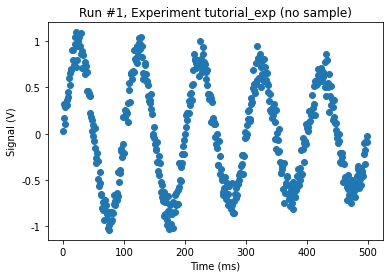 Run #1, Experiment tutorial_exp (no sample)
Signal (V)
1
0.5
0
-0.5
-1
0 100 200 300 400 500
Time (ms)